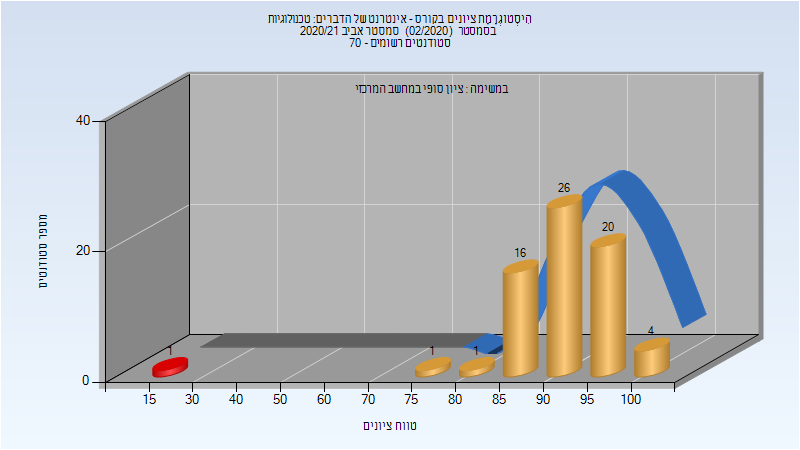 היסטוגרמת ציונים בקורס - אינטרנט של הדברים: טכנולוגיות
בסמסטר (02/2020) סמסטר אביב 2020/21
סטודנטים רשומים - 70
במשימה : ציון סופי במחשב המרכזי
40
20
0
מספר סטודנטים
1
1
1
16
26
20
4
15 30 40 50 60 70 75 80 85 90 95 100
טווח ציונים